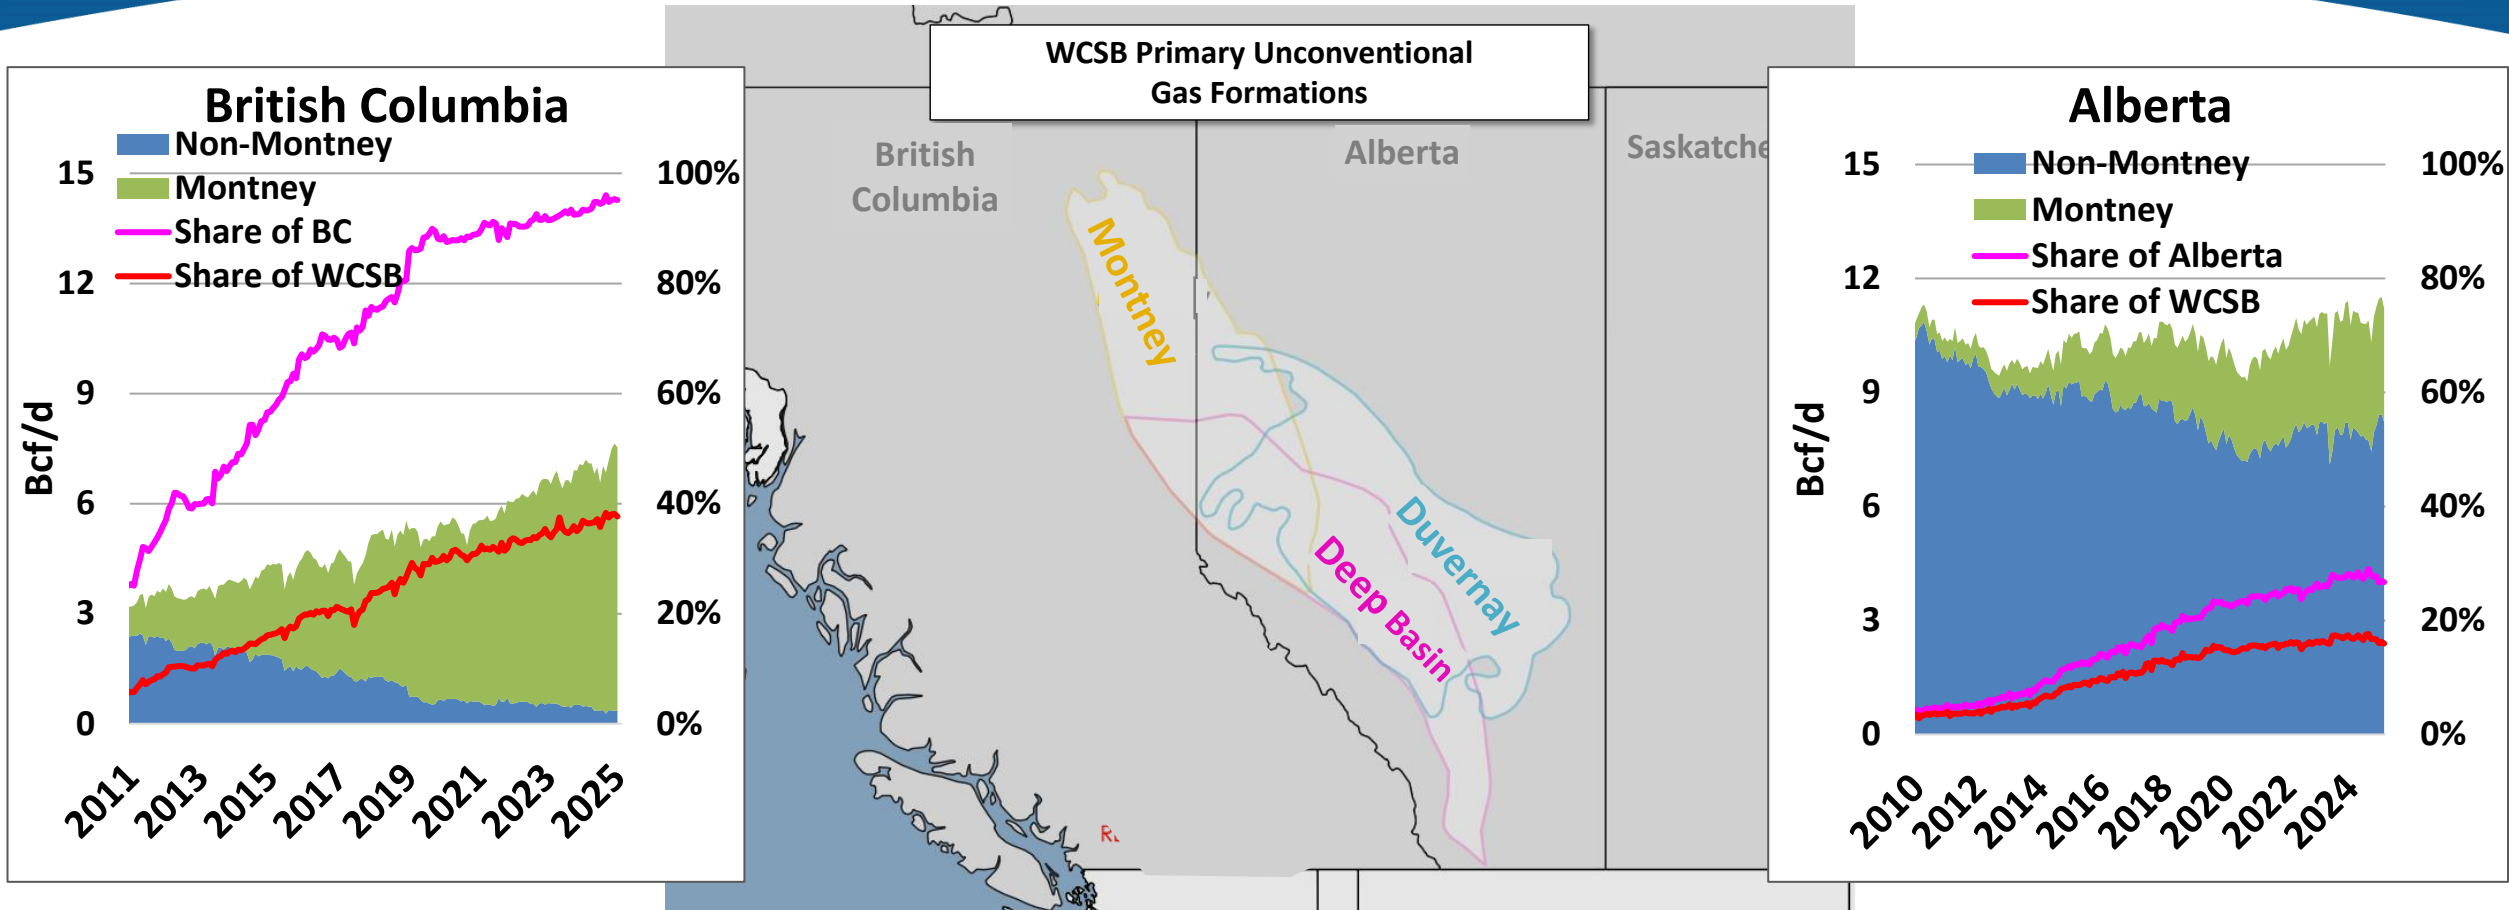 WCSB Primary Unconventional
Gas Formations
British Columbia
Non-Montney
Montney
Share of BC
Share of WCSB
15
12
9
6
3
0
Bcf/d
100%
80%
60%
40%
20%
0%
2011
2013
2015
2017
2019
2021
2023
2025
British
Columbia
Alberta
Saskatche
Montney
Duvernay
Deep Basin
Alberta
Non-Montney
Montney
Share of Alberta
Share of WCSB
15
12
9
6
3
0
Bcf/d
100%
80%
60%
40%
20%
0%
2010
2012
2014
2016
2018
2020
2022
2024